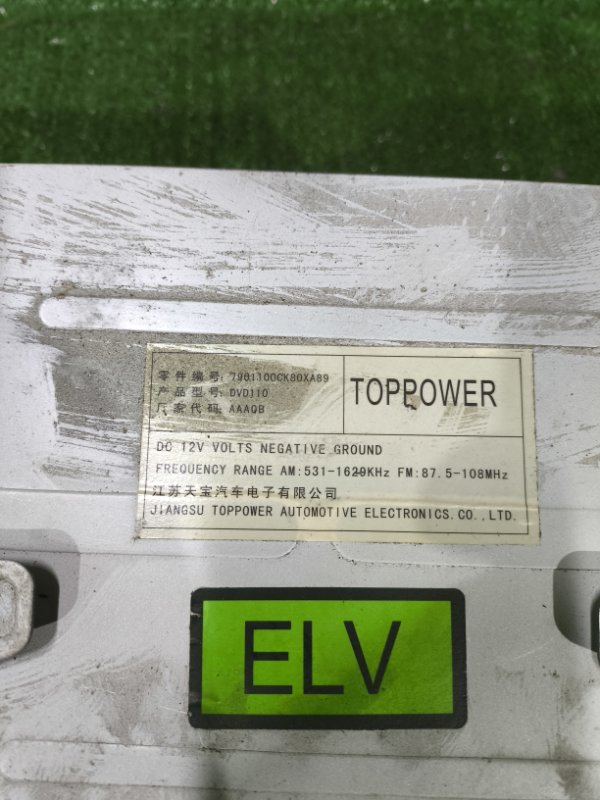 零件编号: 7901100CK80XA89
产品型号: DVD110
厂家代码: AAAQB
TOPPOWER
DC 12V VOLTS NEGATIVE GROUND
FREQUENCY RANGE AM:531-1629KHz FM:87.5-108MHz
江苏天宝汽车电子有限公司
JIANGSU TOPPOWER AUTOMOTIVE ELECTRONICS.CO.,LTD.
ELV